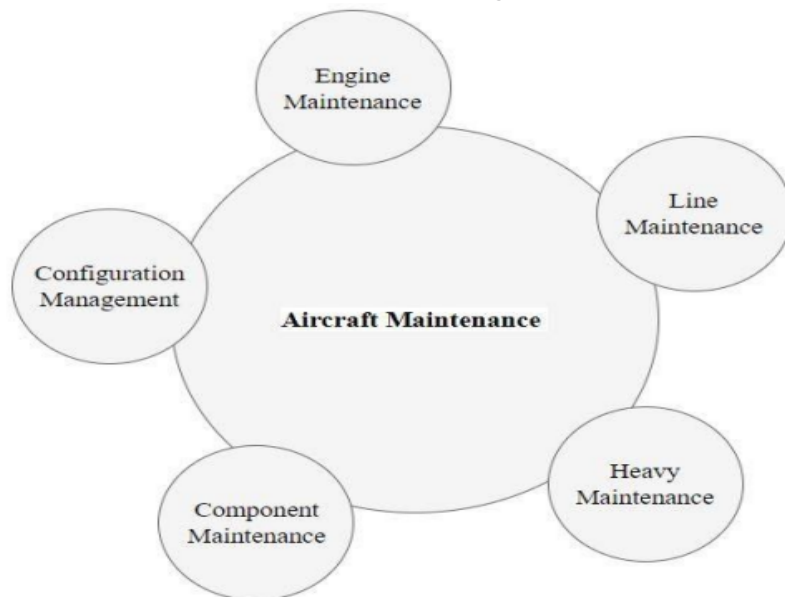 Engine
Maintenance
Line
Maintenance
Configuration
Management
Aircraft Maintenance
Heavy
Maintenance
Component
Maintenance